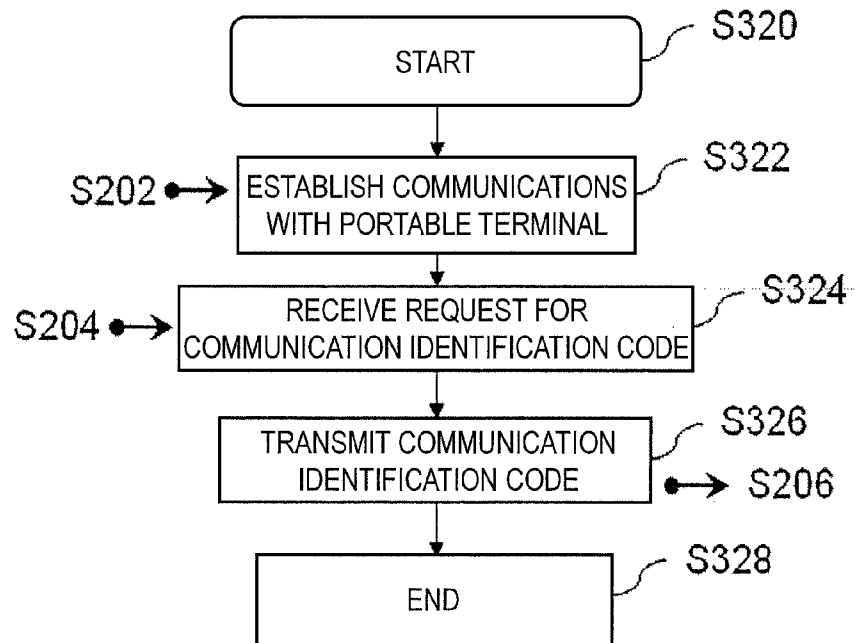 START
S320
S202
ESTABLISH COMMUNICATIONS
WITH PORTABLE TERMINAL
S322
S204
RECEIVE REQUEST FOR
COMMUNICATION IDENTIFICATION CODE
S324
TRANSMIT COMMUNICATION
IDENTIFICATION CODE
S326
S206
END
S328